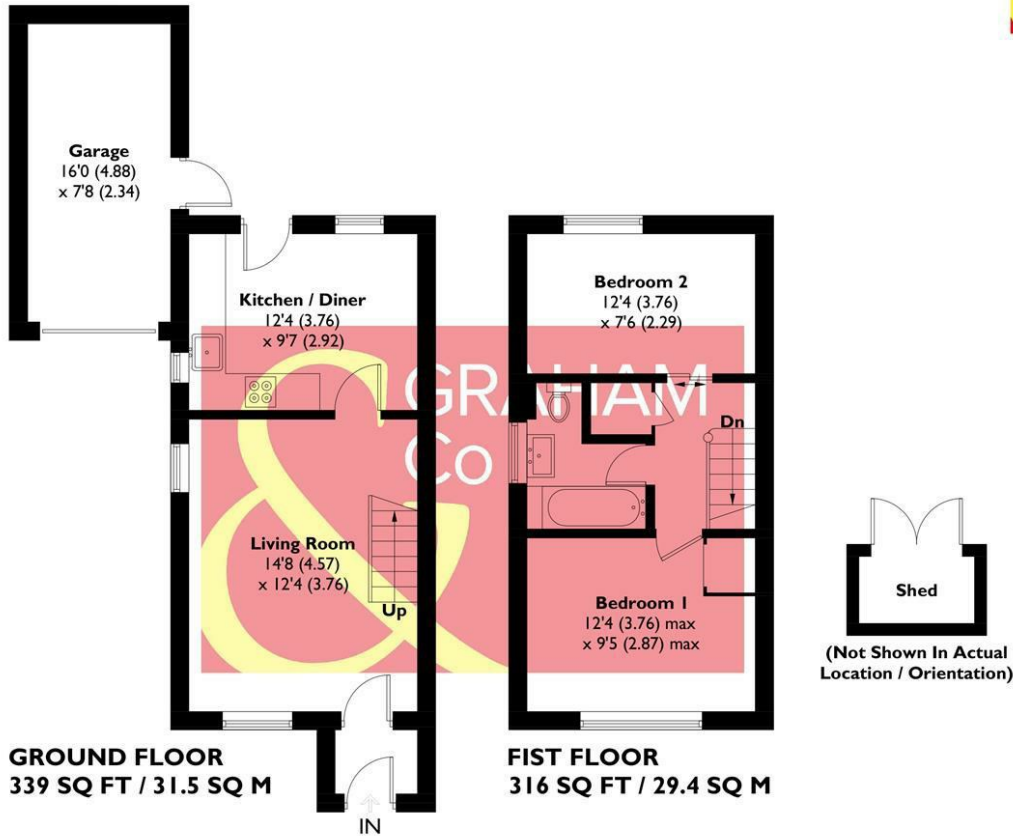 Garage
16'0 (4.88)
x 7'8 (2.34)
Kitchen / Diner
12'4 (3.76)
x 9'7 (2.92)
Bedroom 2
12'4 (3.76)
x 7'6 (2.29)
GRAHAM
& Co
Dn
Living Room
14'8 (4.57)
x 12'4 (3.76)
Up
Bedroom 1
12'4 (3.76) max
x 9'5 (2.87) max
Shed
(Not Shown In Actual
Location / Orientation)
GROUND FLOOR
339 SQ FT / 31.5 SQ M
FIST FLOOR
316 SQ FT / 29.4 SQ M
IN